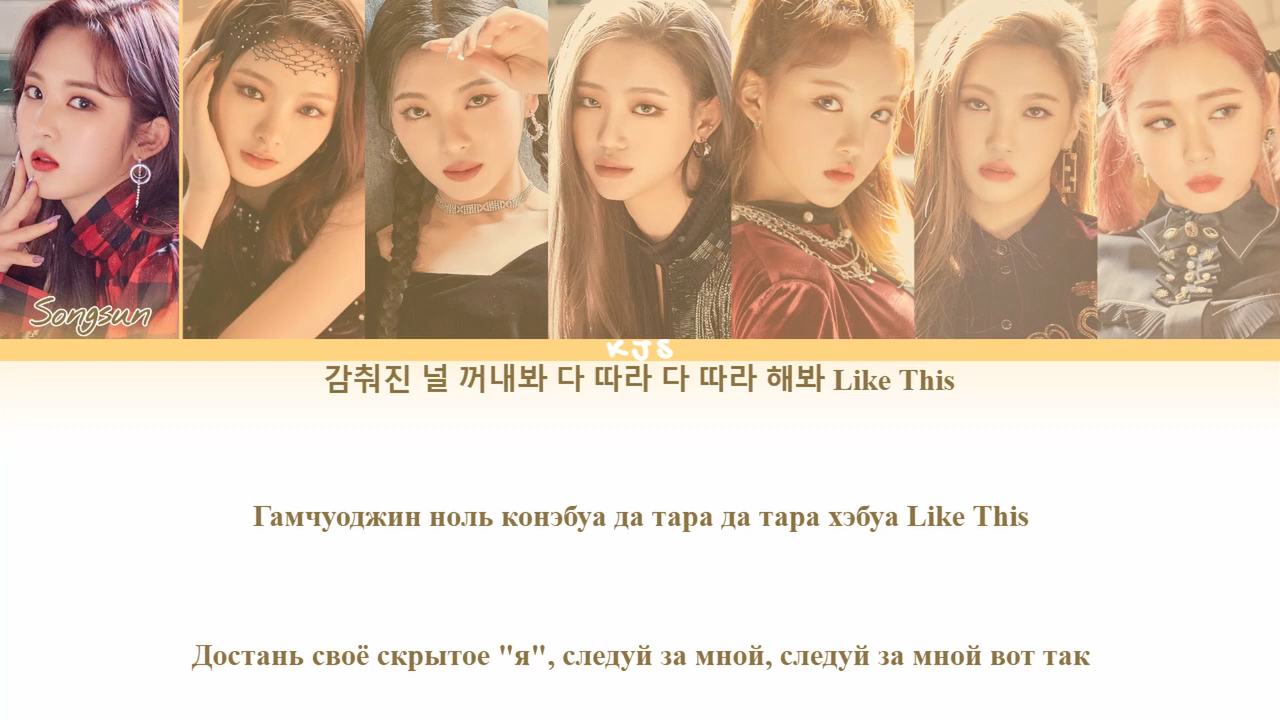 Songsun
KJS
감춰진 널 꺼내봐 다 따라 다 따라 해봐 Like This
Гамчуоджин ноль конэбуа да тара да тара хэбуа Like This
Достань своё скрытое "я", следуй за мной, следуй за мной вот так